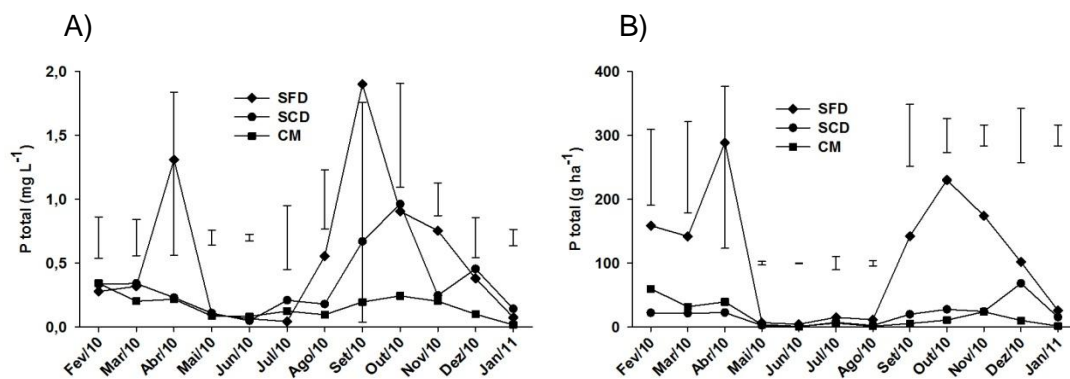 A)
B)
2,0
1,5
1,0
0,5
0,0
P total (mg L-1)
SFD
SCD
CM
Fev/10 Mar/10 Abr/10 Mai/10 Jun/10 Jul/10 Ago/10 Set/10 Out/10 Nov/10 Dez/10 Jan/11
400
300
200
100
0
P total (g ha-1)
SFD
SCD
CM
Fev/10 Mar/10 Abr/10 Mai/10 Jun/10 Jul/10 Ago/10 Set/10 Out/10 Nov/10 Dez/10 Jan/11